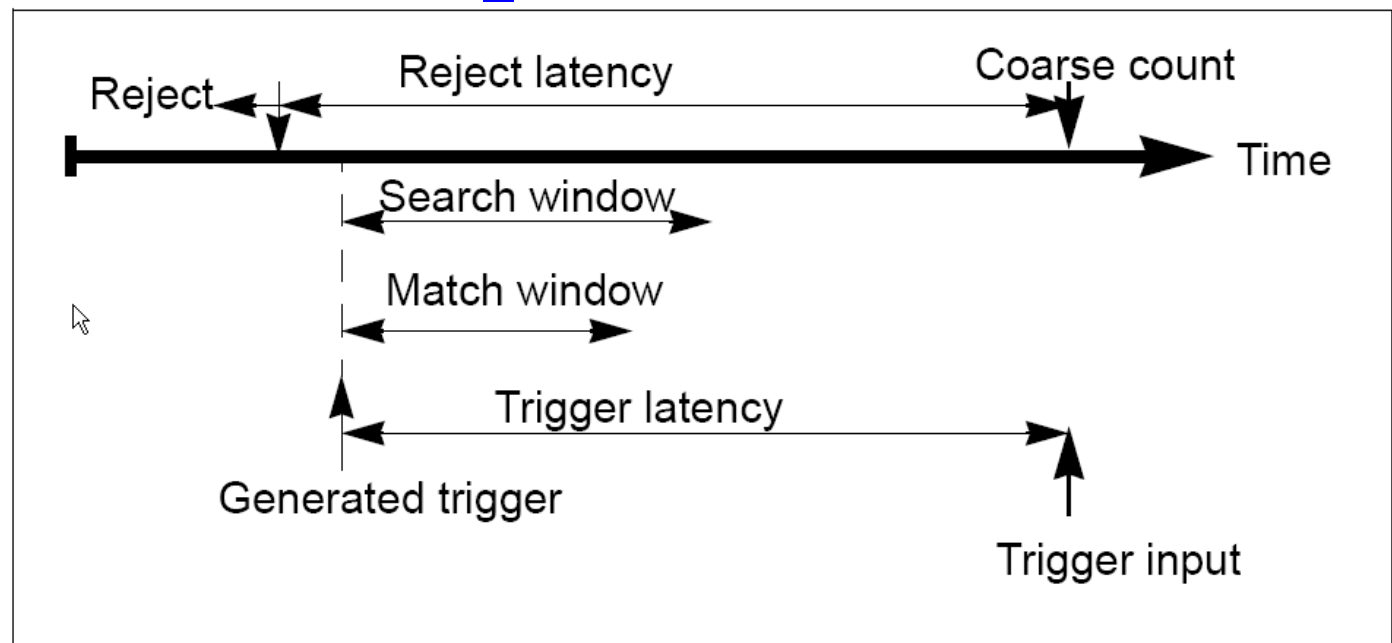 Reject
Reject latency
Coarse count
Time
Search window
Match window
Trigger latency
Generated trigger
Trigger input